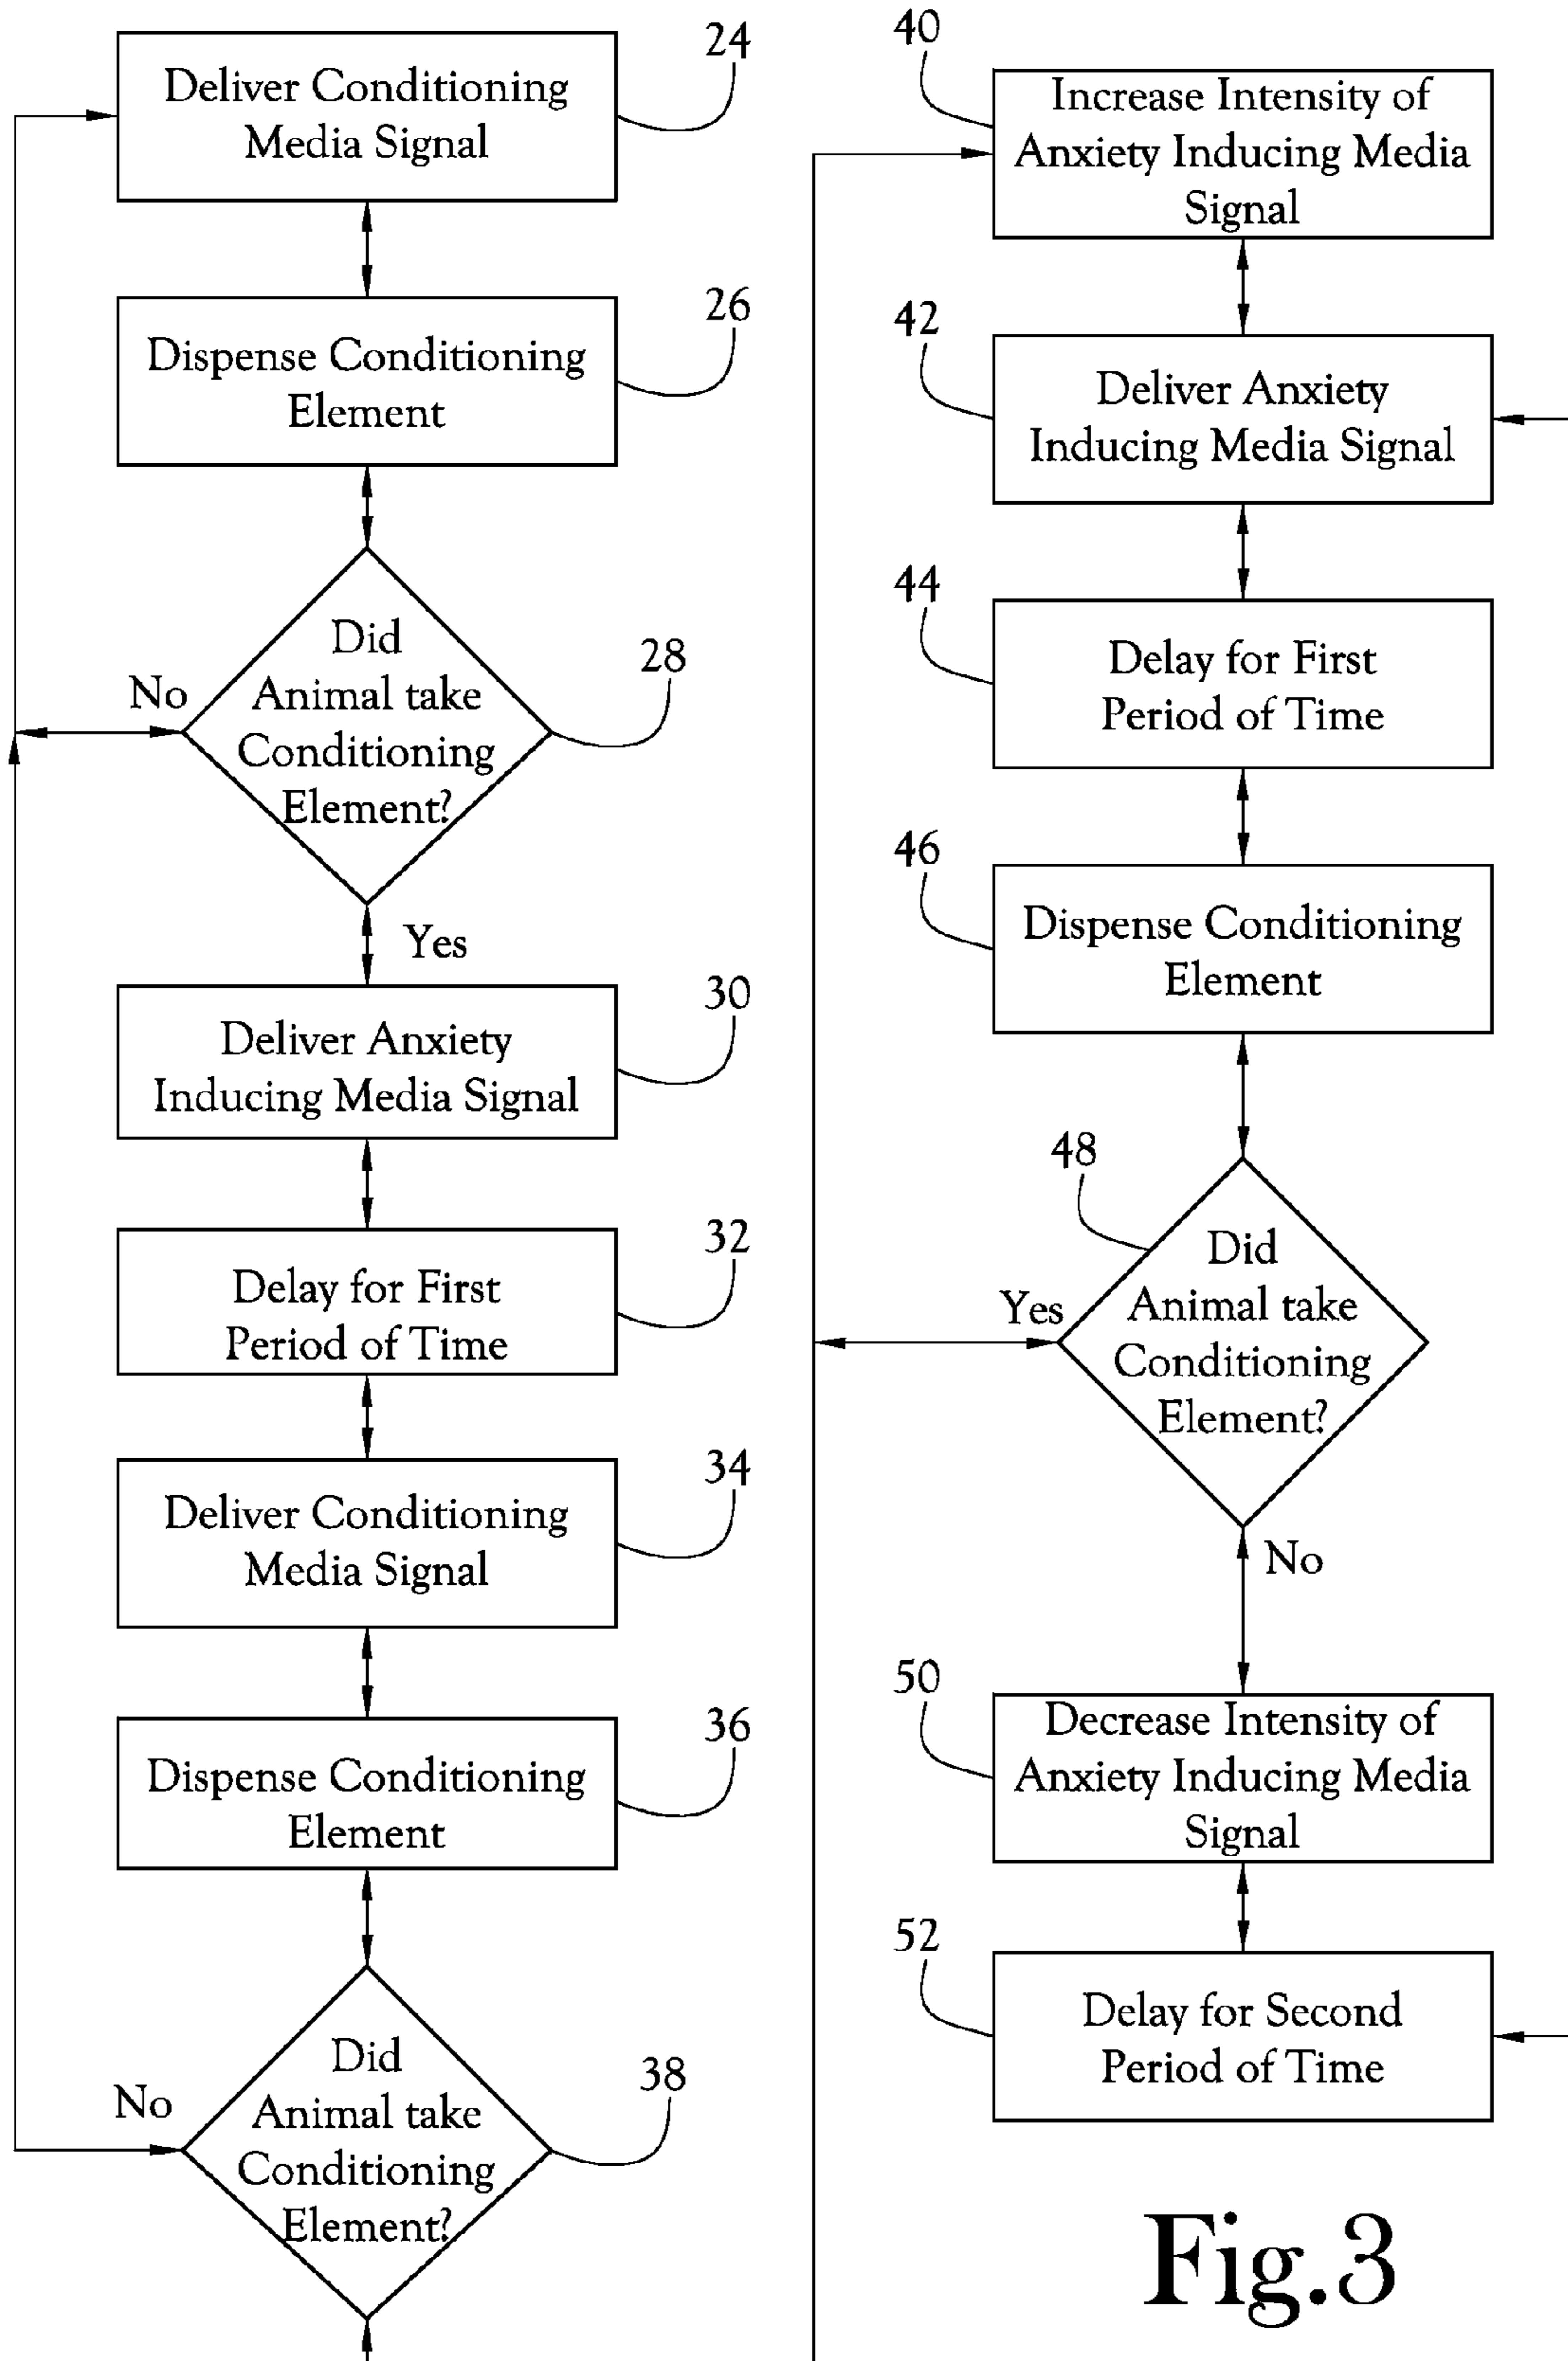 24
Deliver Conditioning
Media Signal
26
Dispense Conditioning
Element
28
Did
Animal take
Conditioning
Element?
No
Yes
30
Deliver Anxiety
Inducing Media Signal
32
Delay for First
Period of Time
34
Deliver Conditioning
Media Signal
36
Dispense Conditioning
Element
38
Did
Animal take
Conditioning
Element?
No
40
Increase Intensity of
Anxiety Inducing Media
Signal
42
Deliver Anxiety
Inducing Media Signal
44
Delay for First
Period of Time
46
Dispense Conditioning
Element
48
Did
Animal take
Conditioning
Element?
Yes
No
50
Decrease Intensity of
Anxiety Inducing Media
Signal
52
Delay for Second
Period of Time
Fig.3